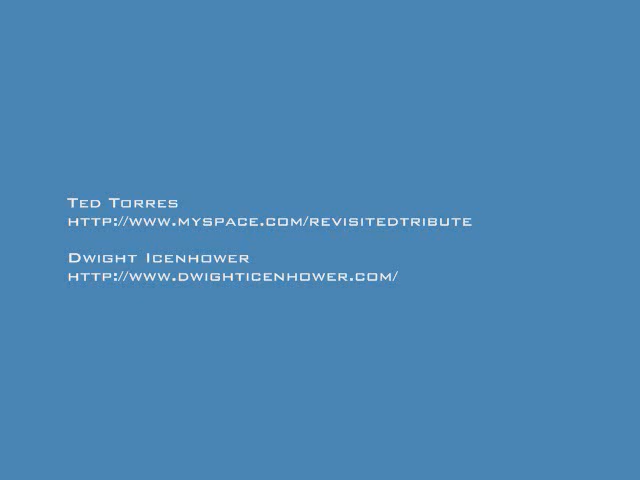 Ted Torres
http://www.myspace.com/revisitedtribute
Dwight Icenhower
http://www.dwighticenhower.com/